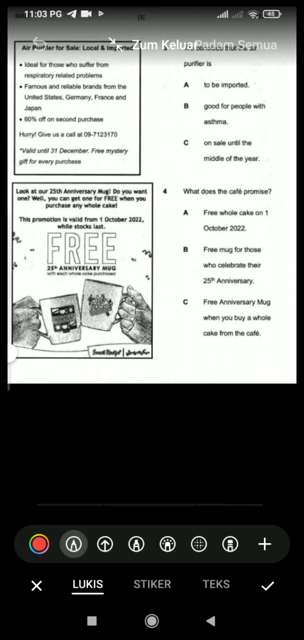 11:03 PG
Zum Keluar Padam Semua
43
Air Purifier for Sale: Local & Imported
• Ideal for those who suffer from
respiratory related problems
• Famous and reliable brands from the
United States, Germany, France and
Japan
• 60% off on second purchase
Hurry! Give us a call at 09-7123170
*Valid until 31 December. Free mystery
gift for every purchase
purifier is
A to be imported.
B good for people with
asthma.
C on sale until the
middle of the year.
Look at our 25th Anniversary Mug! Do you want
one? Well, you can get one for FREE when you
purchase any whole cake!
This promotion is valid from 1 October 2022,
while stocks last.
FREE
25th ANNIVERSARY MUG
with each whole cake purchased
4 What does the café promise?
A Free whole cake on 1
October 2022.
B Free mug for those
who celebrate their
25th Anniversary.
C Free Anniversary Mug
when you buy a whole
cake from the café.
LUKIS STIKER TEKS